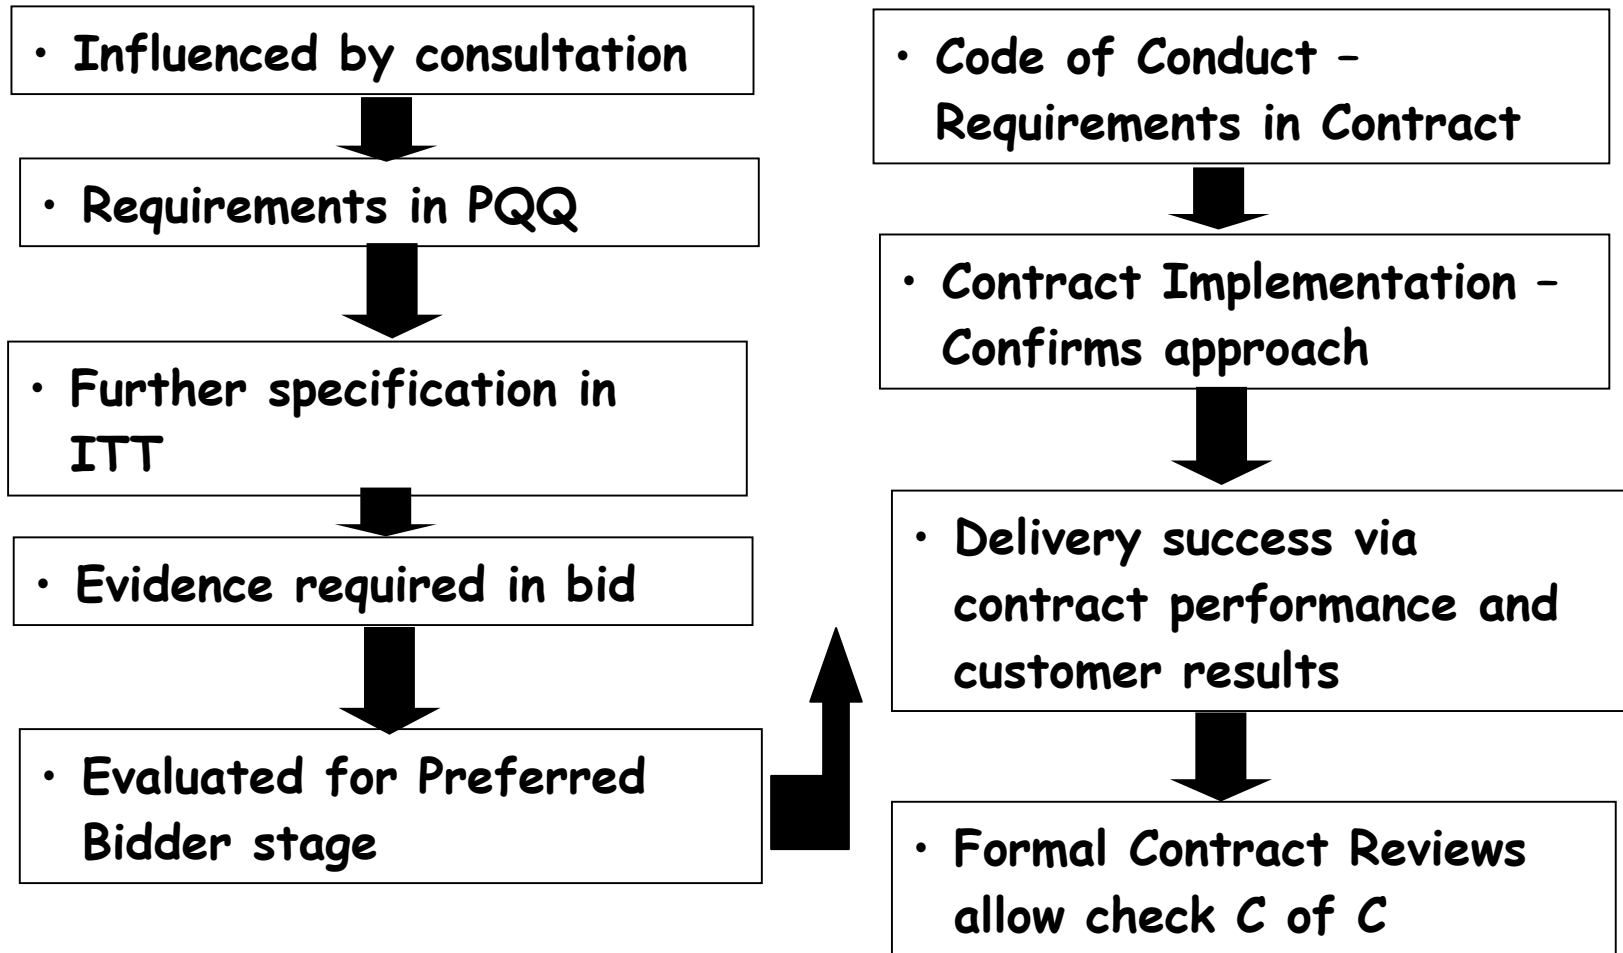 • Influenced by consultation
• Requirements in PQQ
• Further specification in
ITT
• Evidence required in bid
• Evaluated for Preferred
Bidder stage
• Code of Conduct –
Requirements in Contract
• Contract Implementation –
Confirms approach
• Delivery success via
contract performance and
customer results
• Formal Contract Reviews
allow check C of C